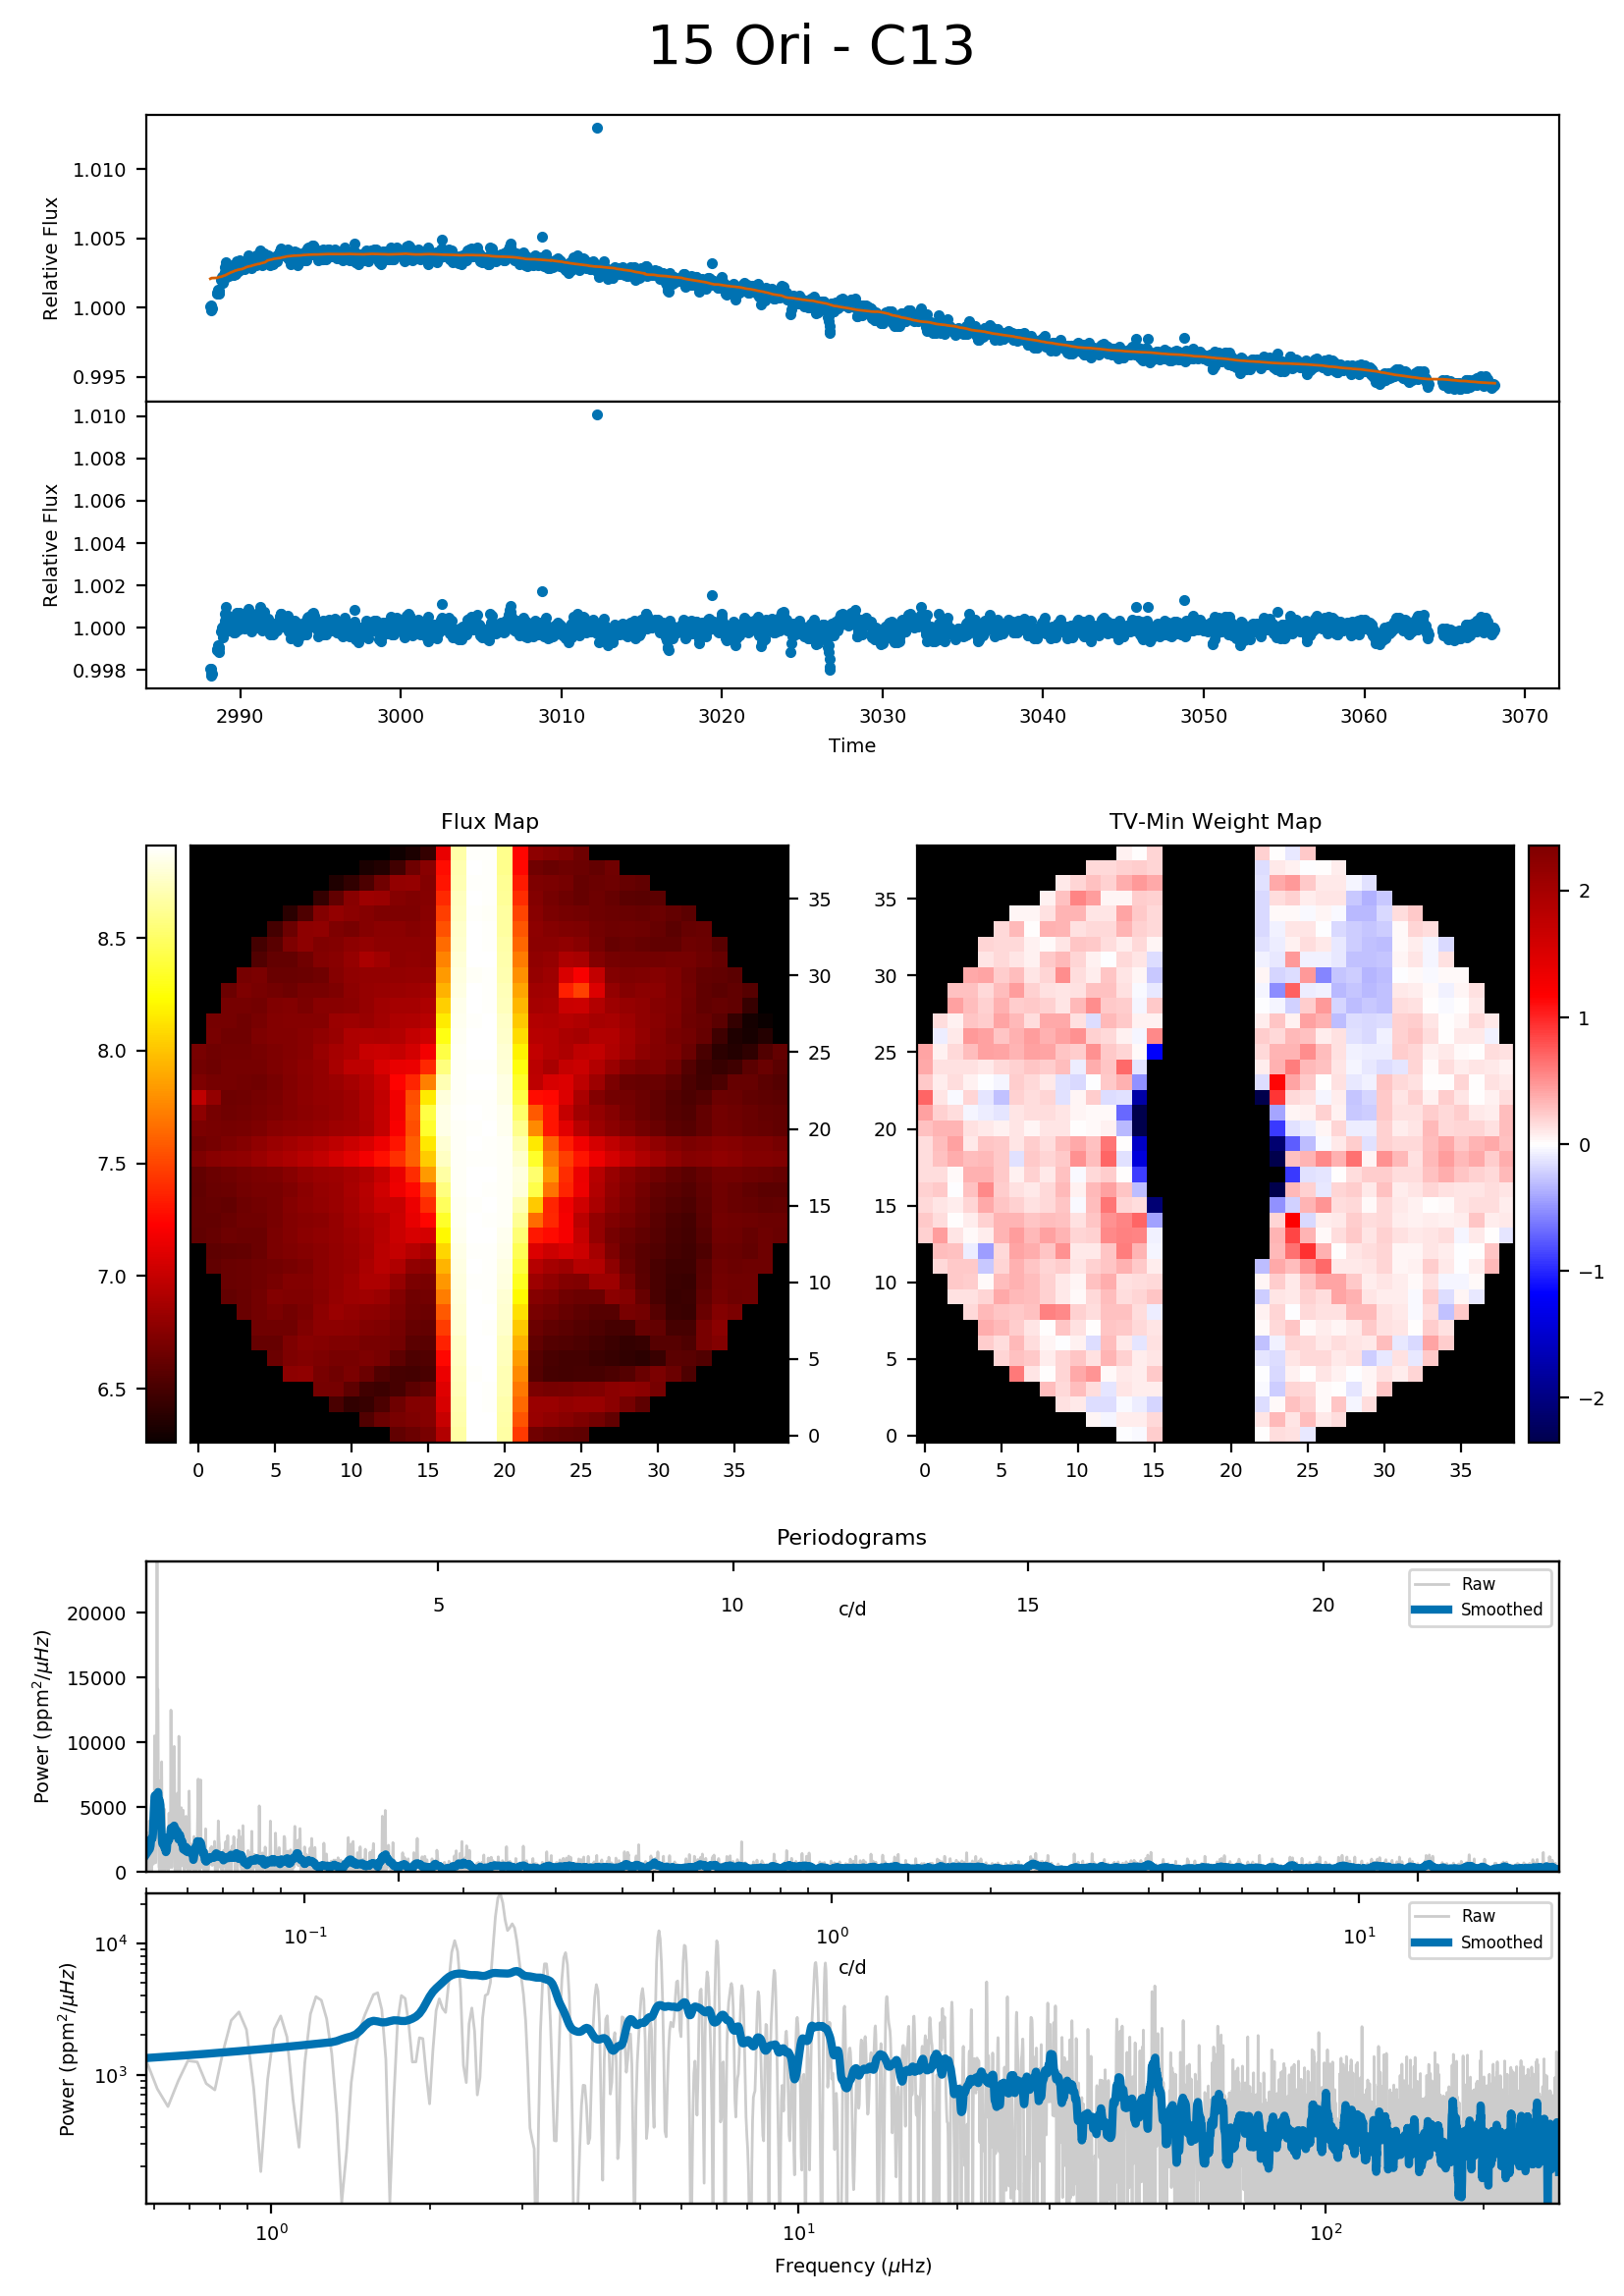 15 Ori - C13
Relative Flux
1.010
1.005
1.000
0.995
Relative Flux
1.010
1.008
1.006
1.004
1.002
1.000
0.998
2990 3000 3010 3020 3030 3040 3050 3060 3070
Time
Flux Map
8.5
8.0
7.5
7.0
6.5
35
30
25
20
15
10
5
0
0 5 10 15 20 25 30 35
TV-Min Weight Map
35
30
25
20
15
10
5
0
0 5 10 15 20 25 30 35
2
1
0
−1
−2
Periodograms
Power (ppm²/μHz)
20000
15000
10000
5000
0
5 10 15 20
c/d
Raw
Smoothed
Power (ppm²/μHz)
10⁴
10³
10⁻¹ 10⁰ 10¹
c/d
Raw
Smoothed
10⁰ 10¹ 10²
Frequency (μHz)